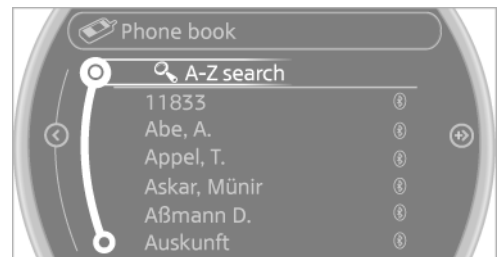 Phone book
A-Z search
11833
Abe, A.
Appel, T.
Askar, Münir
Aßmann D.
Auskunft